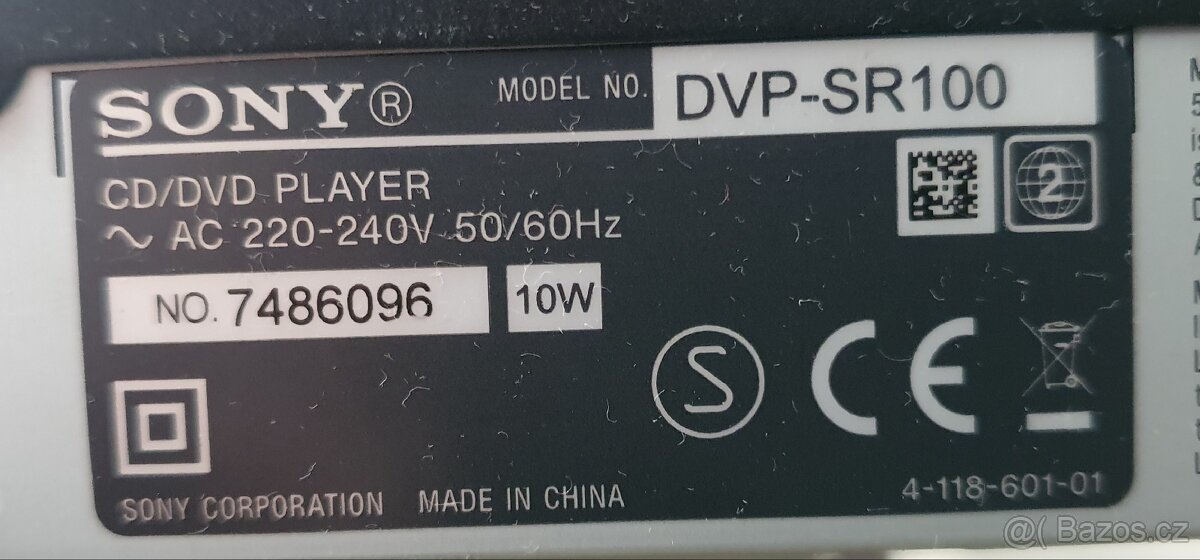 SONY® MODEL NO. DVP-SR100
CD/DVD PLAYER
~ AC 220-240V 50/60Hz
2
NO. 7486096 10W
S CE
SONY CORPORATION MADE IN CHINA
4-118-601-01
@( Bazos.cz